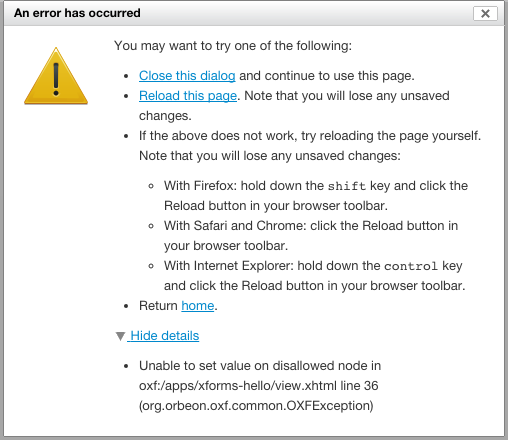 An error has occurred
You may want to try one of the following:
• Close this dialog and continue to use this page.
• Reload this page. Note that you will lose any unsaved
changes.
• If the above does not work, try reloading the page yourself.
Note that you will lose any unsaved changes:
◦ With Firefox: hold down the shift key and click the
Reload button in your browser toolbar.
◦ With Safari and Chrome: click the Reload button in
your browser toolbar.
◦ With Internet Explorer: hold down the control key
and click the Reload button in your browser toolbar.
• Return home.
▼ Hide details
• Unable to set value on disallowed node in
oxf:/apps/xforms-hello/view.xhtml line 36
(org.orbeon.oxf.common.OXFException)